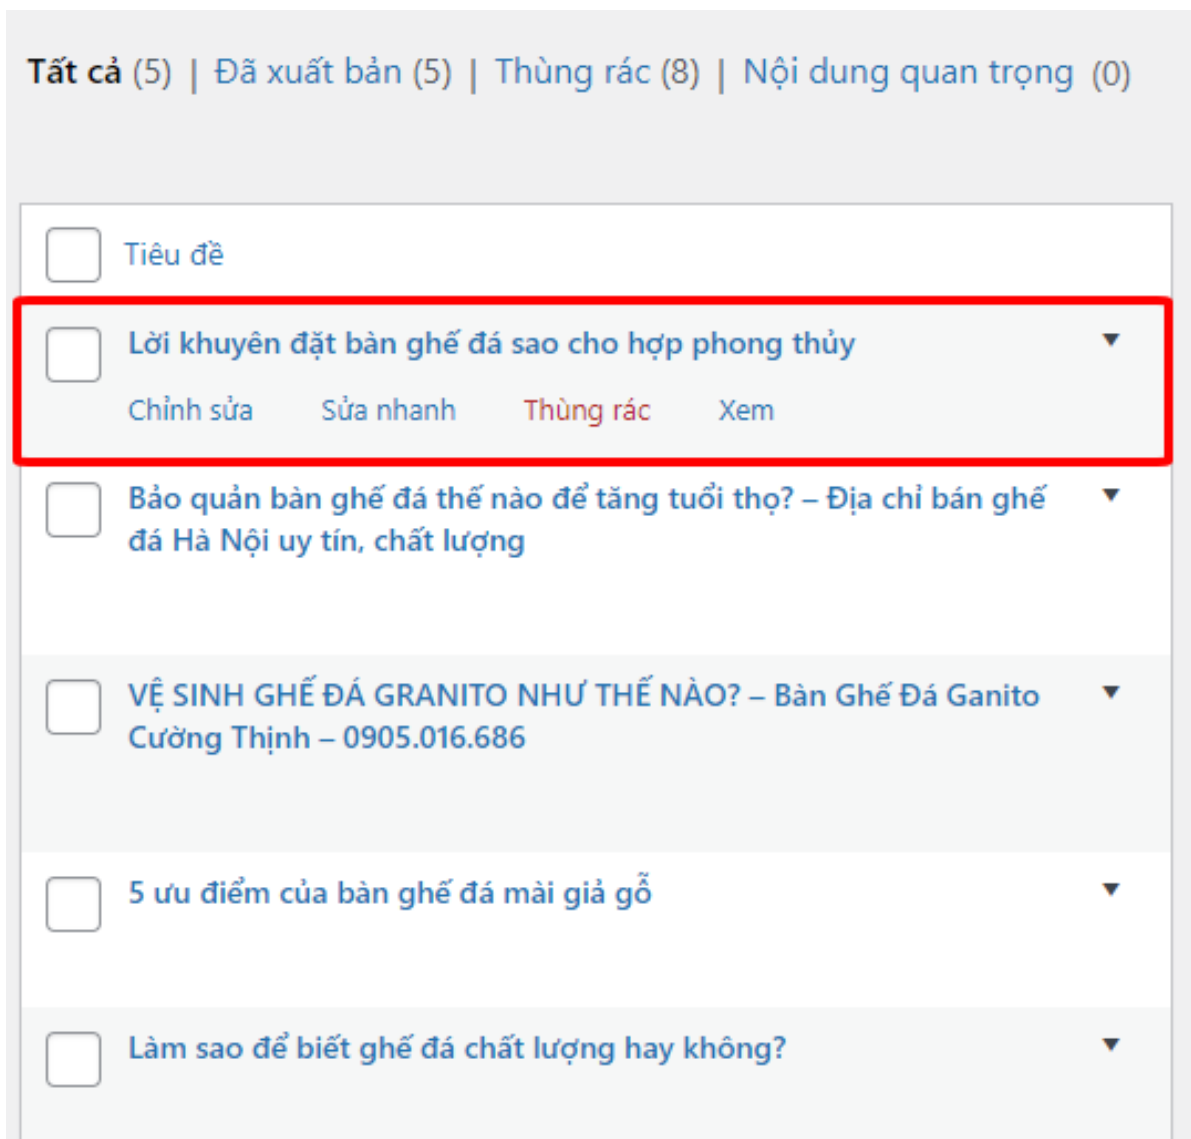 Tất cả (5) | Đã xuất bản (5) | Thùng rác (8) | Nội dung quan trọng (0)
Tiêu đề
Lời khuyên đặt bàn ghế đá sao cho hợp phong thủy
Chỉnh sửa Sửa nhanh Thùng rác Xem
Bảo quản bàn ghế đá thế nào để tăng tuổi thọ? – Địa chỉ bán ghế
đá Hà Nội uy tín, chất lượng
VỆ SINH GHẾ ĐÁ GRANITO NHƯ THẾ NÀO? – Bàn Ghế Đá Ganito
Cường Thịnh – 0905.016.686
5 ưu điểm của bàn ghế đá mài giả gỗ
Làm sao để biết ghế đá chất lượng hay không?